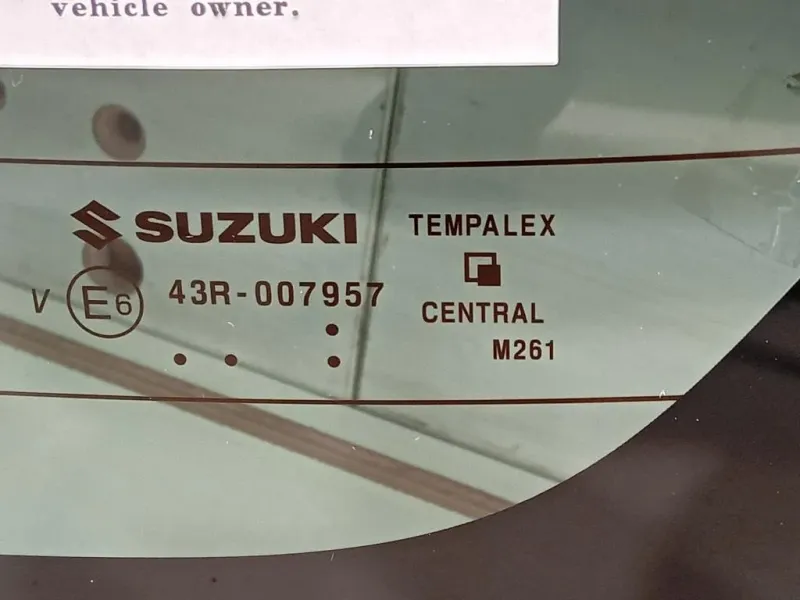 vehicle owner.
SUZUKI TEMPALEX
V E6 43R-007957
CENTRAL
M261